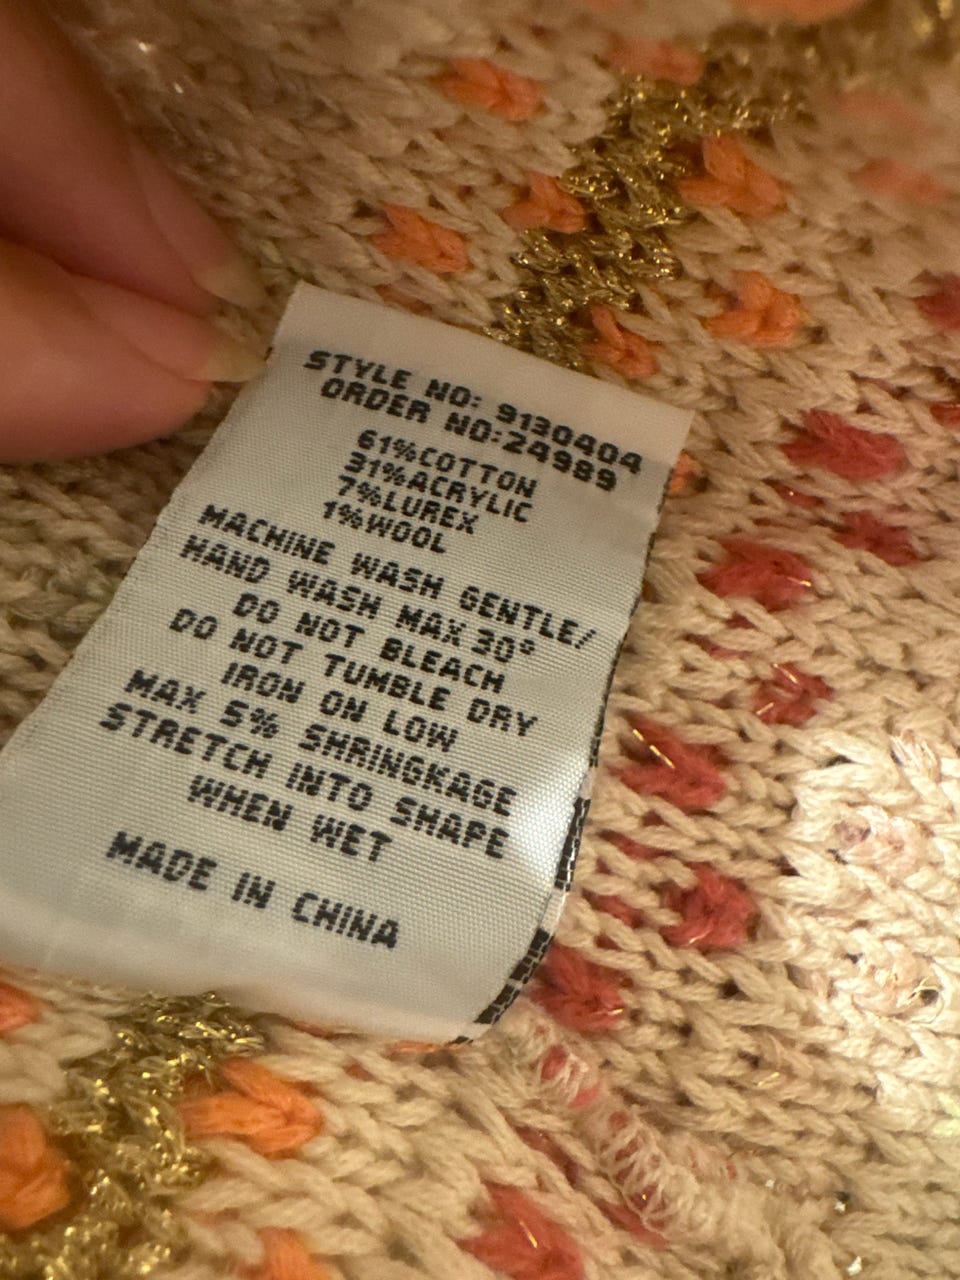 STYLE NO: 9130404
ORDER NO:24989
61%COTTON
31%ACRYLIC
7%LUREX
1%WOOL
MACHINE WASH GENTLE/
HAND WASH MAX 30°
DO NOT BLEACH
DO NOT TUMBLE DRY
IRON ON LOW
MAX 5% SHRINGKAGE
STRETCH INTO SHAPE
WHEN WET
MADE IN CHINA